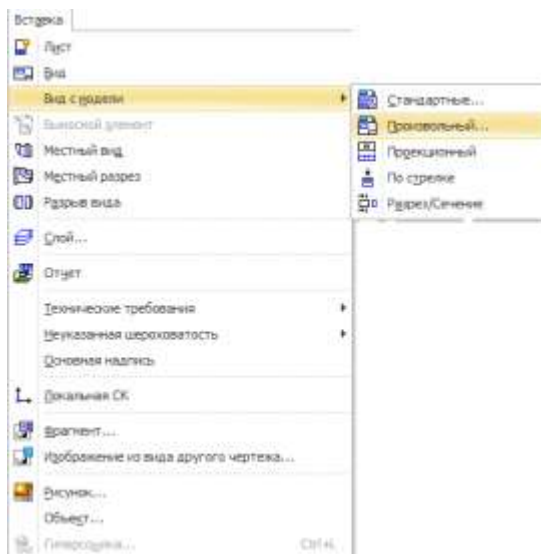 Вставка
Лист
Вид
Вид с модели
Стандартные...
Выносной элемент
Произвольный...
Местный вид
Проекционный
Местный разрез
По стрелке
Разрыв вида
Разрез/Сечение
Слой...
Отчет
Технические требования
Неуказанная шероховатость
Основная надпись
Локальная СК
Фрагмент...
Изображение из вида другого чертежа...
Рисунок...
Объект...
Гиперссылка...